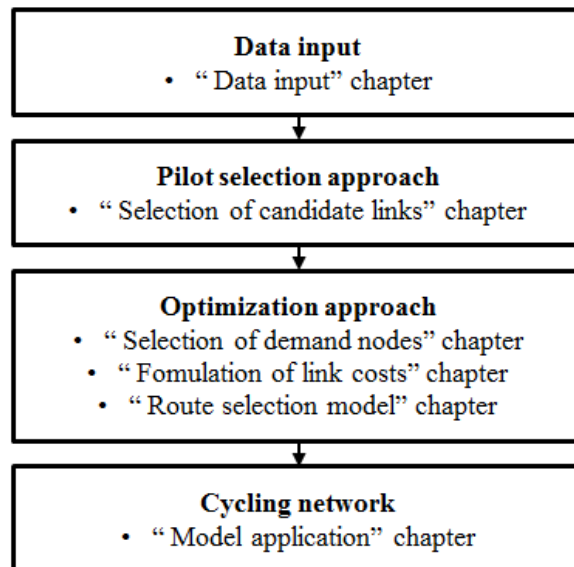 Data input
• “ Data input” chapter
Pilot selection approach
• “ Selection of candidate links” chapter
Optimization approach
• “ Selection of demand nodes” chapter
• “ Fomulation of link costs” chapter
• “ Route selection model” chapter
Cycling network
• “ Model application” chapter